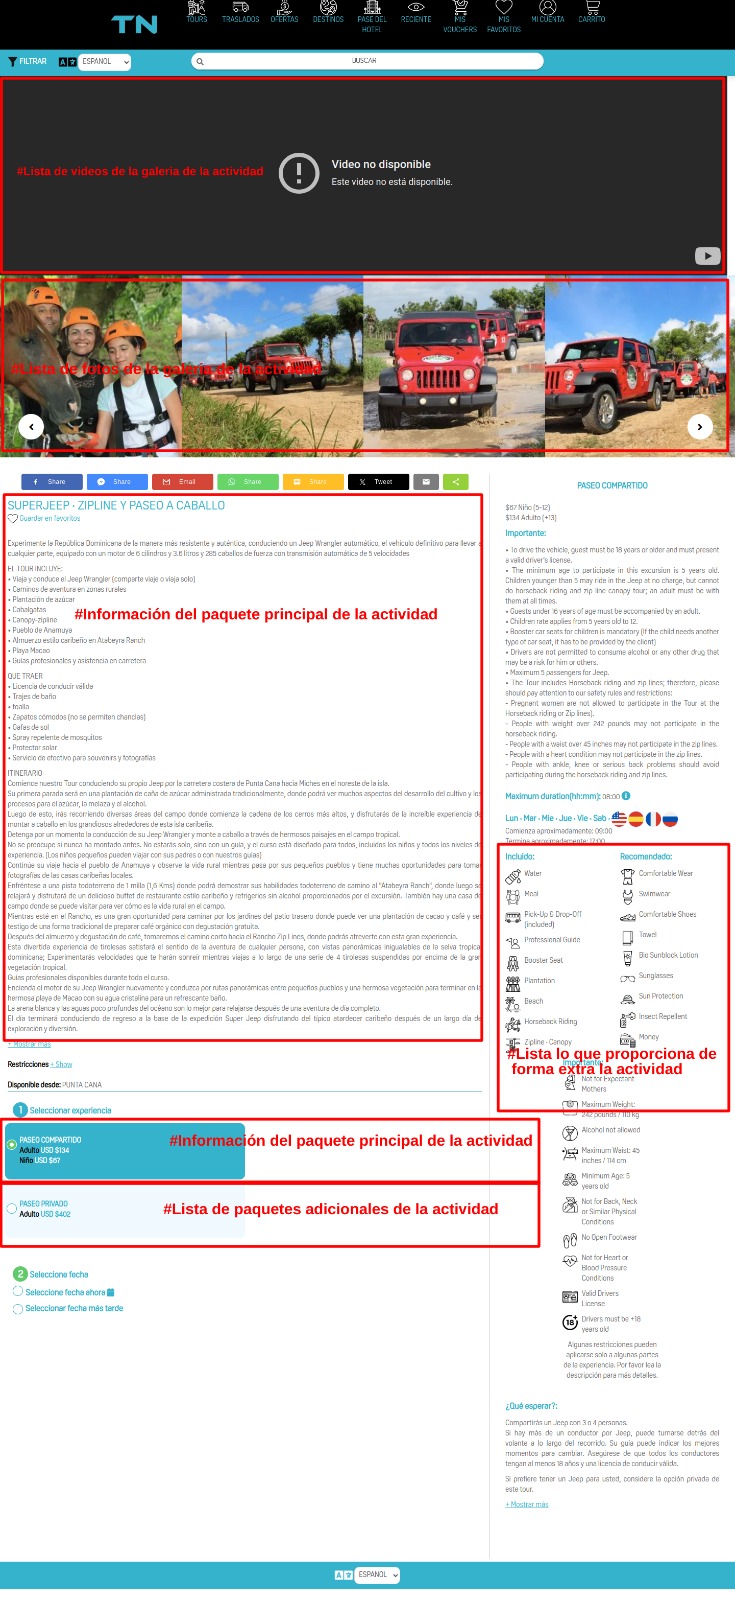 TN
TOURS
TRASLADOS
OFERTAS
DESTINOS
PASE DEL HOTEL
RECIENTE
MIS VOUCHERS
MIS FAVORITOS
MI CUENTA
CARRITO
FILTRAR
ESPANOL
BUSCAR
#Lista de videos de la galeria de la actividad
Video no disponible
Este video no está disponible.
#Lista de fotos de la galeria de la actividad
Share
Share
Email
Share
Share
Tweet
SUPERJEEP · ZIPLINE Y PASEO A CABALLO
Guardar en favoritos
Experimente la República Dominicana de la manera más resistente y auténtica, conduciendo un Jeep Wrangler automático, el vehículo definitivo para llevar a
cualquier parte, equipado con un motor de 6 cilindros y 3.6 litros y 285 caballos de fuerza con transmisión automática de 5 velocidades
EL TOUR INCLUYE:
• Viaja y conduce el Jeep Wrangler (comparte viaje o viaja solo)
• Caminos de aventura en zonas rurales
• Plantación de azúcar
• Cabalgatas
• Canopy-zipline
• Pueblo de Anamuya
• Almuerzo estilo caribeño en Atabeyra Ranch
• Playa Macao
• Guías profesionales y asistencia en carretera
#Información del paquete principal de la actividad
QUE TRAER
• Licencia de conducir válida
• Trajes de baño
• toalla
• Zapatos cómodos (no se permiten chanclas)
• Gafas de sol
• Spray repelente de mosquitos
• Protector solar
• Servicio de efectivo para souvenirs y fotografías
ITINERARIO
Comience nuestro Tour conduciendo su propio Jeep por la carretera costera de Punta Cana hacia Miches en el noreste de la isla.
Su primera parada será en una plantación de caña de azúcar administrada tradicionalmente, donde podrá ver muchos aspectos del desarrollo del cultivo y los
procesos para el azúcar, la melaza y el alcohol.
Luego de esto, irás recorriendo diversas áreas del campo donde comienza la cadena de los cerros más altos, y disfrutarás de la increíble experiencia de
montar a caballo en los grandiosos alrededores de esta isla caribeña.
Detenga por un momento la conducción de su Jeep Wrangler y monte a caballo a través de hermosos paisajes en el campo tropical.
No se preocupe si nunca ha montado antes. No estarás solo, sino con un guía, y el curso está diseñado para todos, incluidos los niños y todos los niveles de
experiencia. (Los niños pequeños pueden viajar con sus padres o con nuestros guías)
Continúe su viaje hacia el pueblo de Anamuya y observe la vida rural mientras pasa por sus pequeños pueblos y tiene muchas oportunidades para tomar
fotografías de las casas caribeñas locales.
Enfréntese a una pista todoterreno de 1 milla (1,6 Kms) donde podrá demostrar sus habilidades todoterreno de camino al "Atabeyra Ranch", donde luego se
relajará y disfrutará de un delicioso buffet de restaurante estilo caribeño y refrigerios sin alcohol proporcionados por el excursión. También hay una casa de
campo donde se puede visitar para ver cómo es la vida rural en el campo.
Mientras esté en el Rancho, es una gran oportunidad para caminar por los jardines del patio trasero donde puede ver una plantación de cacao y café y ser
testigo de una forma tradicional de preparar café orgánico con degustación gratuita.
Después del almuerzo y degustación de café, tomaremos el camino corto hacia el Rancho Zip Lines, donde podrás atreverte con esta gran experiencia.
Esta divertida experiencia de tirolesas satisfará el sentido de la aventura de cualquier persona, con vistas panorámicas inigualables de la selva tropical
dominicana; Experimentarás velocidades que te harán sonreír mientras viajas a lo largo de una serie de 4 tirolesas suspendidas por encima de la gran
vegetación tropical.
Guías profesionales disponibles durante todo el curso.
Encienda el motor de su Jeep Wrangler nuevamente y conduzca por rutas panorámicas entre pequeños pueblos y una hermosa vegetación para terminar en la
hermosa playa de Macao con su agua cristalina para un refrescante baño.
La arena blanca y las aguas poco profundas del océano son lo mejor para relajarse después de una aventura de día completo.
El día terminará conduciendo de regreso a la base de la expedición Super Jeep disfrutando del típico atardecer caribeño después de un largo día de
exploración y diversión.
+ Mostrar más
Restricciones + Show
Disponible desde: PUNTA CANA
1 Seleccionar experiencia
PASEO COMPARTIDO
Adulto USD $134
Niño USD $67
#Información del paquete principal de la actividad
PASEO PRIVADO
Adulto USD $402
#Lista de paquetes adicionales de la actividad
2 Seleccione fecha
Seleccione fecha ahora
Seleccionar fecha más tarde
PASEO COMPARTIDO
$67 Niño (5-12)
$134 Adulto (+13)
Importante:
• To drive the vehicle, guest must be 18 years or older and must present
a valid driver's license.
• The minimum age to participate in this excursion is 5 years old.
Children younger than 5 may ride in the Jeep at no charge, but cannot
do horseback riding and zip line canopy tour; an adult must be with
them at all times.
• Guests under 16 years of age must be accompanied by an adult.
• Children rate applies from 5 years old to 12.
• Booster car seats for children is mandatory (if the child needs another
type of car seat, it has to be provided by the client)
• Drivers are not permitted to consume alcohol or any other drug that
may be a risk for him or others.
• Maximum 5 passengers for Jeep.
• The Tour includes Horseback riding and zip lines; therefore, please
should pay attention to our safety rules and restrictions:
- Pregnant women are not allowed to participate in the Tour at the
Horseback riding or Zip lines).
- People with weight over 242 pounds may not participate in the
horseback riding.
- People with a waist over 45 inches may not participate in the zip lines.
- People with a heart condition may not participate in the zip lines.
- People with ankle, knee or serious back problems should avoid
participating during the horseback riding and zip lines.
Maximum duration(hh:mm): 08:00
Lun · Mar · Mie · Jue · Vie · Sab ·
Comienza aproximadamente: 09:00
Termina aproximadamente: 17:00
Incluido:
Water
Meal
Pick-Up & Drop-Off
(included)
Professional Guide
Booster Seat
Plantation
Beach
Horseback Riding
Zipline - Canopy
Recomendado:
Comfortable Wear
Swimwear
Comfortable Shoes
Towel
Bio Sunblock Lotion
Sunglasses
Sun Protection
Insect Repellent
Money
#Lista lo que proporciona de
forma extra la actividad
Importante:
Not for Expectant
Mothers
Maximum Weight:
242 pounds / 110 kg
Alcohol not allowed
Maximum Waist: 45
inches / 114 cm
Minimum Age: 5
years old
Not for Back, Neck
or Similar Physical
Conditions
No Open Footwear
Not for Heart or
Blood Pressure
Conditions
Valid Drivers
License
18+
Drivers must be +18
years old
Algunas restricciones pueden
aplicarse solo a algunas partes
de la experiencia. Por favor lea la
descripción para más detalles.
¿Qué esperar?:
Compartirás un Jeep con 3 o 4 personas.
Si hay más de un conductor por Jeep, puede turnarse detrás del
volante a lo largo del recorrido. Su guía puede indicar los mejores
momentos para cambiar. Asegúrese de que todos los conductores
tengan al menos 18 años y una licencia de conducir válida.
Si prefiere tener un Jeep para usted, considere la opción privada de
este tour.
+ Mostrar más
ESPANOL